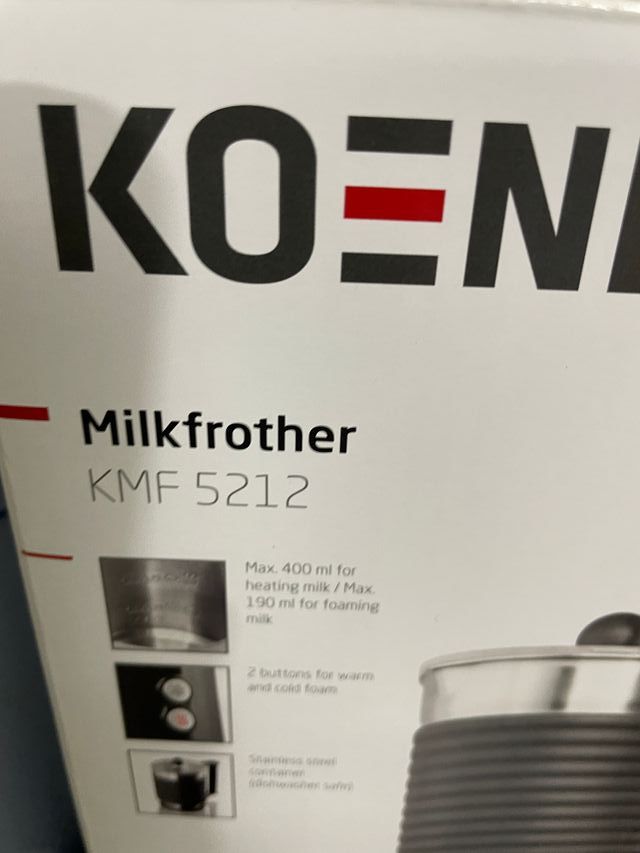 KOEN
Milkfrother
KMF 5212
Max. 400 ml for
heating milk / Max.
190 ml for foaming
milk
2 buttons for warm
and cold foam
Stainless steel
container
(dishwasher safe)